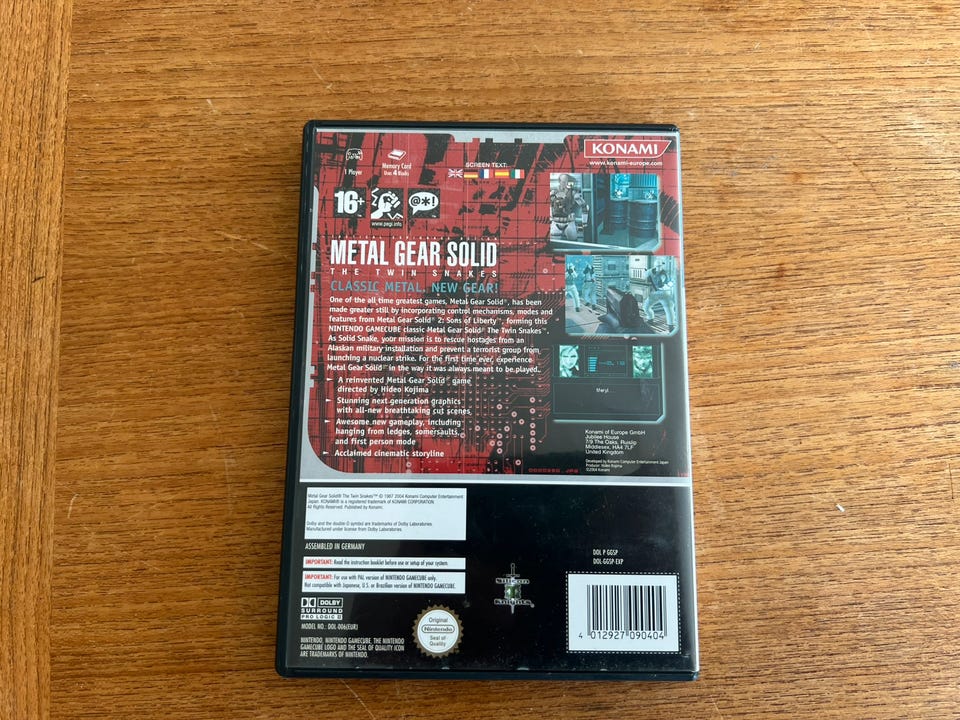 KONAMI
www.konami-europe.com
1 Player
Memory Card
Uses 4 Blocks
SCREEN TEXT:
16+
www.pegi.info
@*!
TACTICAL ESPIONAGE ACTION
METAL GEAR SOLID
THE TWIN SNAKES
CLASSIC METAL, NEW GEAR!
One of the all time greatest games, Metal Gear Solid®, has been
made greater still by incorporating control mechanisms, modes and
features from Metal Gear Solid® 2: Sons of Liberty™, forming this
NINTENDO GAMECUBE classic Metal Gear Solid® The Twin Snakes™.
As Solid Snake, your mission is to rescue hostages from an
Alaskan military installation and prevent a terrorist group from
launching a nuclear strike. For the first time ever, experience
Metal Gear Solid® in the way it was always meant to be played..
A reinvented Metal Gear Solid® game
directed by Hideo Kojima
Stunning next generation graphics
with all-new breathtaking cut scenes
Awesome new gameplay, including
hanging from ledges, somersaults..
and first person mode
Acclaimed cinematic storyline
Meryl
Konami of Europe GmbH
Jubilee House
7/9 The Oaks, Ruislip
Middlesex, HA4 7LF
United Kingdom
Developed by Konami Computer Entertainment Japan
Producer: Hideo Kojima
©2004 Konami
Metal Gear Solid® The Twin Snakes™ © 1987 2004 Konami Computer Entertainment
Japan. KONAMI® is a registered trademark of KONAMI CORPORATION.
All Rights Reserved. Published by Konami.
Dolby and the double-D symbol are trademarks of Dolby Laboratories.
Manufactured under license from Dolby Laboratories.
ASSEMBLED IN GERMANY
IMPORTANT: Read the instruction booklet before use or setup of your system.
IMPORTANT: For use with PAL version of NINTENDO GAMECUBE only.
Not compatible with Japanese, U.S. or Brazilian version of NINTENDO GAMECUBE.
DOLBY
SURROUND
PRO LOGIC II
MODEL NO.: DOL-006(EUR)
NINTENDO, NINTENDO GAMECUBE, THE NINTENDO
GAMECUBE LOGO AND THE SEAL OF QUALITY ICON
ARE TRADEMARKS OF NINTENDO.
Original
Nintendo
Seal of
Quality
Silicon
Knights
DOL P GGSP
DOL-GGSP-EXP
4 012927 090404